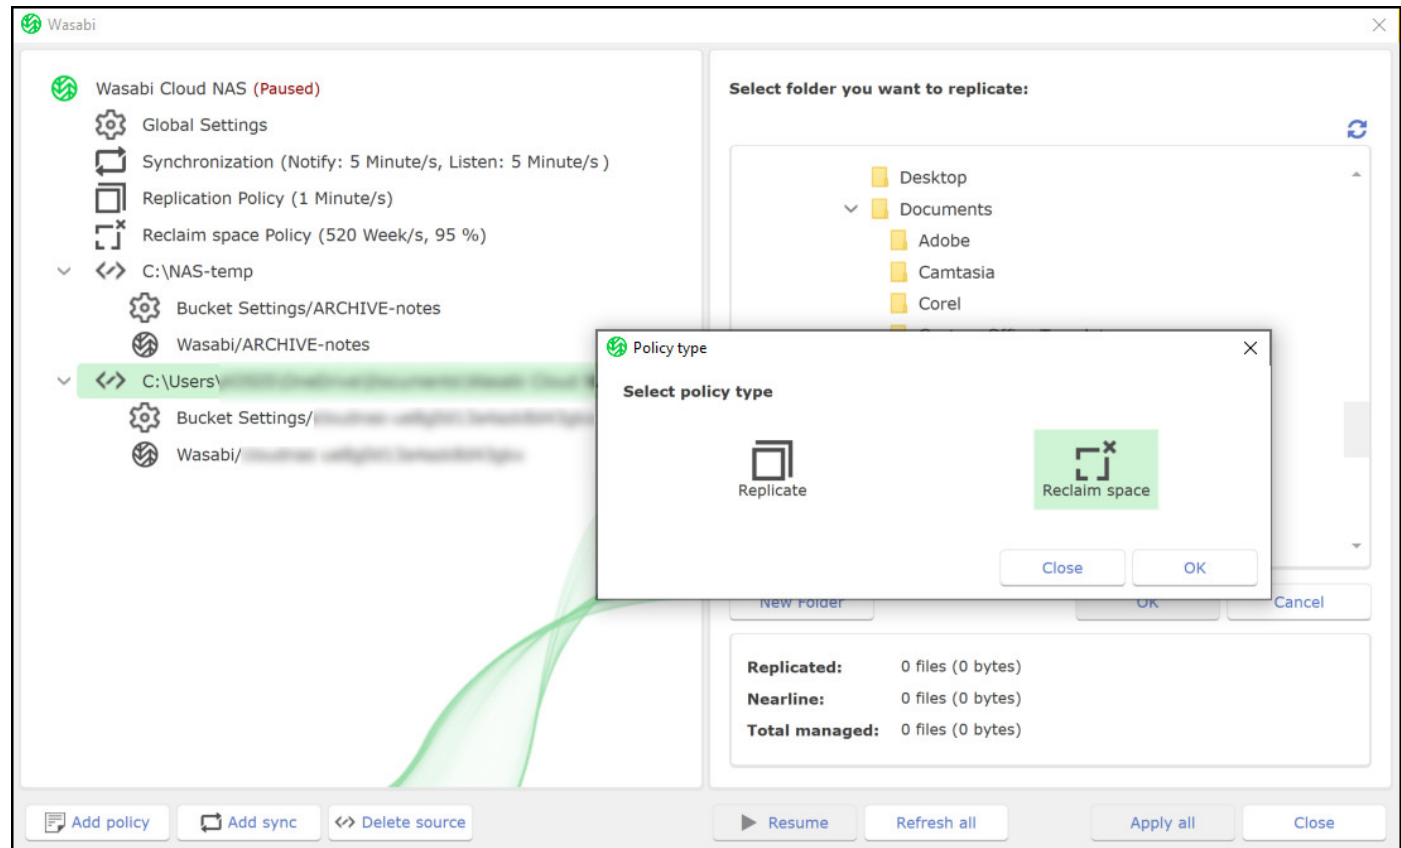 Wasabi
Wasabi Cloud NAS (Paused)
Global Settings
Synchronization (Notify: 5 Minute/s, Listen: 5 Minute/s )
Replication Policy (1 Minute/s)
Reclaim space Policy (520 Week/s, 95 %)
C:\NAS-temp
Bucket Settings/ARCHIVE-notes
Wasabi/ARCHIVE-notes
C:\Users\
Bucket Settings/
Wasabi/
Select folder you want to replicate:
Desktop
Documents
Adobe
Camtasia
Corel
Policy type
Select policy type
Replicate
Reclaim space
Close
OK
New Folder
OK
Cancel
Replicated: 0 files (0 bytes)
Nearline: 0 files (0 bytes)
Total managed: 0 files (0 bytes)
Add policy
Add sync
Delete source
Resume
Refresh all
Apply all
Close